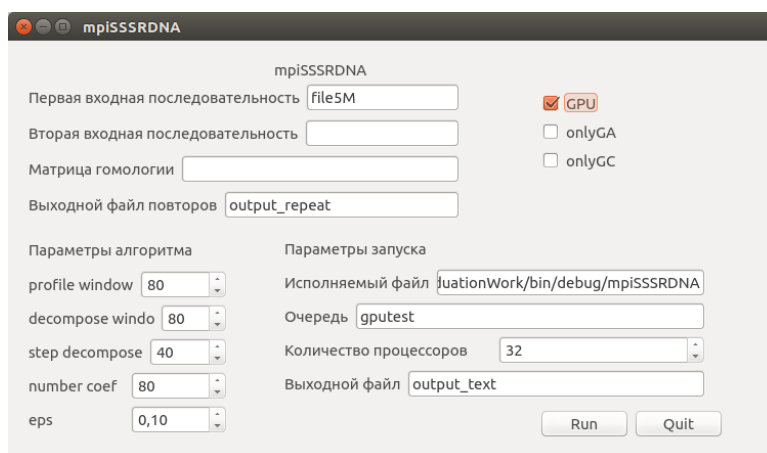 mpiSSSRDNA
mpiSSSRDNA
Первая входная последовательность file5M
GPU
Вторая входная последовательность
onlyGA
Матрица гомологии
onlyGC
Выходной файл повторов output_repeat
Параметры алгоритма
profile window 80
decompose windo 80
step decompose 40
number coef 80
eps 0,10
Параметры запуска
Исполняемый файл duationWork/bin/debug/mpiSSSRDNA
Очередь gputest
Количество процессоров 32
Выходной файл output_text
Run Quit